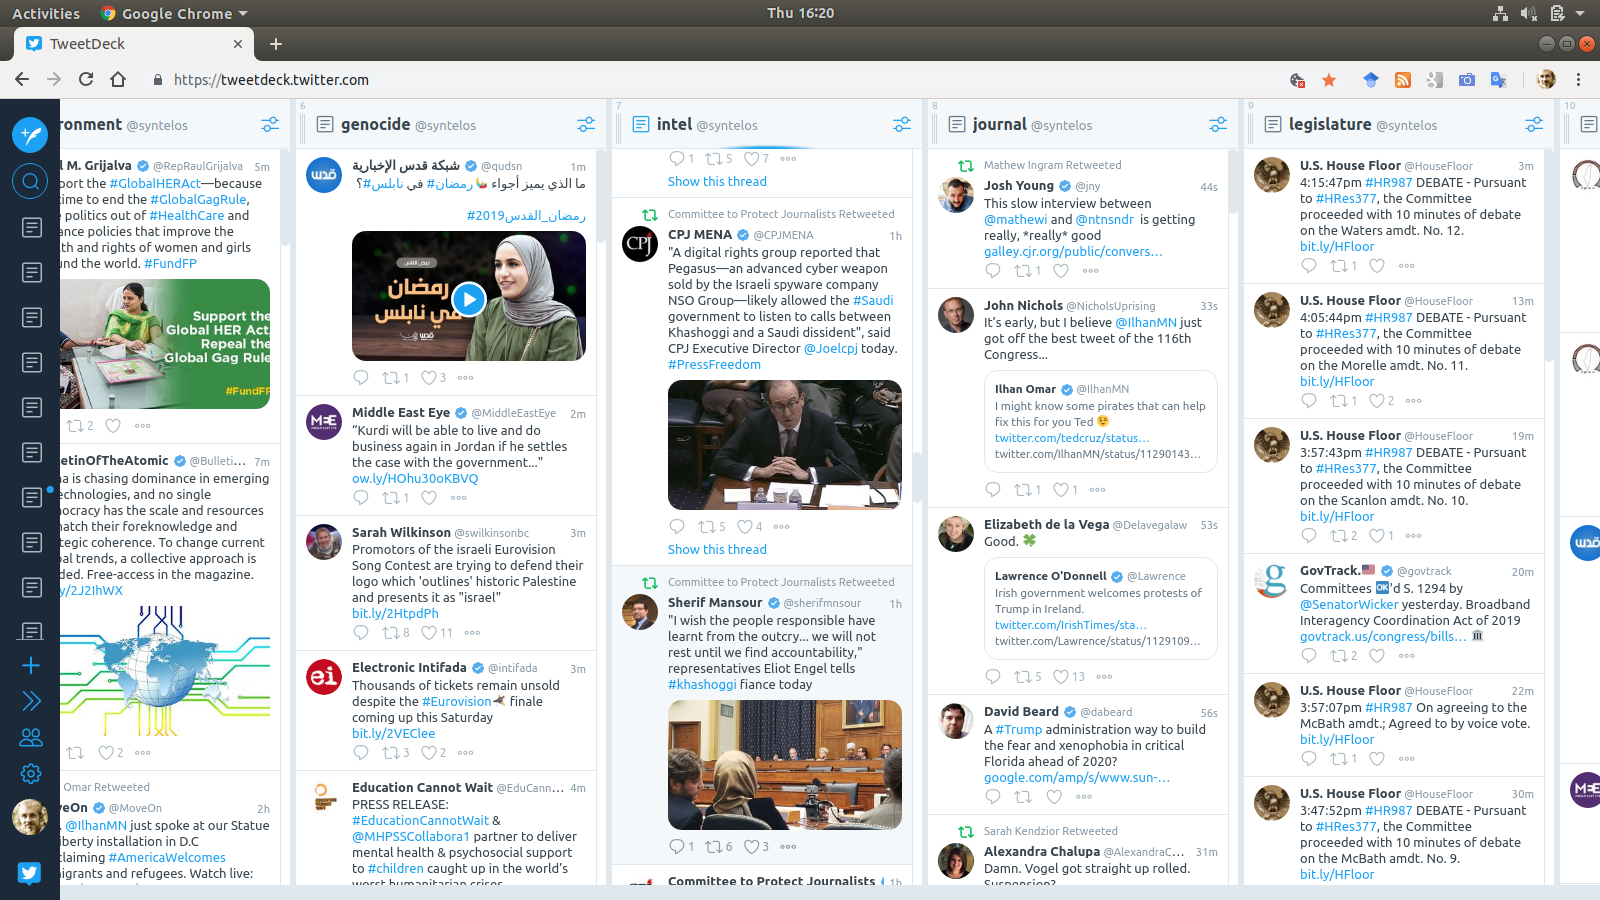 Activities
Google Chrome
Thu 16:20
TweetDeck
https://tweetdeck.twitter.com
ronment @syntelos
l M. Grijalva @RepRaulGrijalva 5m
port the #GlobalHERAct—because
time to end the #GlobalGagRule,
politics out of #HealthCare and
ance policies that improve the
lth and rights of women and girls
und the world. #FundFP
Support the
Global HER Act.
Repeal the
Global Gag Rule
#FundFP
2
letinOfTheAtomic @Bulleti... 7m
na is chasing dominance in emerging
echnologies, and no single
nocracy has the scale and resources
match their foreknowledge and
tegic coherence. To change current
bal trends, a collective approach is
ded. Free-access in the magazine.
y/2J2IhWX
2
Omar Retweeted
veOn @MoveOn 2h
. @IlhanMN just spoke at our Statue
iberty installation in D.C
claiming #AmericaWelcomes
nigrants and refugees. Watch live:
6
genocide @syntelos
شبكة قدس الإخبارية @qudsn 1m
ما الذي يميز أجواء #رمضان في #نابلس؟
#رمضان_القدس2019
نبض الناس
رمضان
في نابلس
قدس
1 3
Middle East Eye @MiddleEastEye 2m
“Kurdi will be able to live and do
business again in Jordan if he settles
the case with the government..."
ow.ly/HOhu30oKBVQ
1
Sarah Wilkinson @swilkinsonbc 3m
Promotors of the israeli Eurovision
Song Contest are trying to defend their
logo which 'outlines' historic Palestine
and presents it as "israel"
bit.ly/2HtpdPh
8 11
Electronic Intifada @intifada 3m
Thousands of tickets remain unsold
despite the #Eurovision finale
coming up this Saturday
bit.ly/2VEClee
3 2
Education Cannot Wait @EduCann... 4m
PRESS RELEASE:
#EducationCannotWait &
@MHPSSCollabora1 partner to deliver
mental health & psychosocial support
to #children caught up in the world's
worst humanitarian crises
7
intel @syntelos
1 5 7
Show this thread
Committee to Protect Journalists Retweeted
CPJ MENA @CPJMENA 1h
"A digital rights group reported that
Pegasus—an advanced cyber weapon
sold by the Israeli spyware company
NSO Group—likely allowed the #Saudi
government to listen to calls between
Khashoggi and a Saudi dissident", said
CPJ Executive Director @Joelcpj today.
#PressFreedom
5 4
Show this thread
Committee to Protect Journalists Retweeted
Sherif Mansour @sherifmnsour 1h
"I wish the people responsible have
learnt from the outcry... we will not
rest until we find accountability,"
representatives Eliot Engel tells
#khashoggi fiance today
1 6 3
Committee to Protect Journalists 1h
8
journal @syntelos
Mathew Ingram Retweeted
Josh Young @jny 44s
This slow interview between
@mathewi and @ntnsndr is getting
really, *really* good
galley.cjr.org/public/convers...
1
John Nichols @NicholsUprising 33s
It's early, but I believe @IlhanMN just
got off the best tweet of the 116th
Congress...
Ilhan Omar @IlhanMN
I might know some pirates that can help
fix this for you Ted
twitter.com/tedcruz/status...
twitter.com/IlhanMN/status/11290143...
1 1
Elizabeth de la Vega @Delavegalaw 53s
Good.
Lawrence O'Donnell @Lawrence
Irish government welcomes protests of
Trump in Ireland.
twitter.com/IrishTimes/sta...
twitter.com/Lawrence/status/1129109...
5 13
David Beard @dabeard 56s
A #Trump administration way to build
the fear and xenophobia in critical
Florida ahead of 2020?
google.com/amp/s/www.sun-...
Sarah Kendzior Retweeted
Alexandra Chalupa @AlexandraC... 31m
Damn. Vogel got straight up rolled.
Suspension?
9
legislature @syntelos
U.S. House Floor @HouseFloor 3m
4:15:47pm #HR987 DEBATE - Pursuant
to #HRes377, the Committee
proceeded with 10 minutes of debate
on the Waters amdt. No. 12.
bit.ly/HFloor
1
U.S. House Floor @HouseFloor 13m
4:05:44pm #HR987 DEBATE - Pursuant
to #HRes377, the Committee
proceeded with 10 minutes of debate
on the Morelle amdt. No. 11.
bit.ly/HFloor
1 2
U.S. House Floor @HouseFloor 19m
3:57:43pm #HR987 DEBATE - Pursuant
to #HRes377, the Committee
proceeded with 10 minutes of debate
on the Scanlon amdt. No. 10.
bit.ly/HFloor
2 1
GovTrack. @govtrack 20m
Committees OK'd S. 1294 by
@SenatorWicker yesterday. Broadband
Interagency Coordination Act of 2019
govtrack.us/congress/bills...
2
U.S. House Floor @HouseFloor 22m
3:57:07pm #HR987 On agreeing to the
McBath amdt.; Agreed to by voice vote.
bit.ly/HFloor
1
U.S. House Floor @HouseFloor 30m
3:47:52pm #HR987 DEBATE - Pursuant
to #HRes377, the Committee
proceeded with 10 minutes of debate
on the McBath amdt. No. 9.
bit.ly/HFloor
10